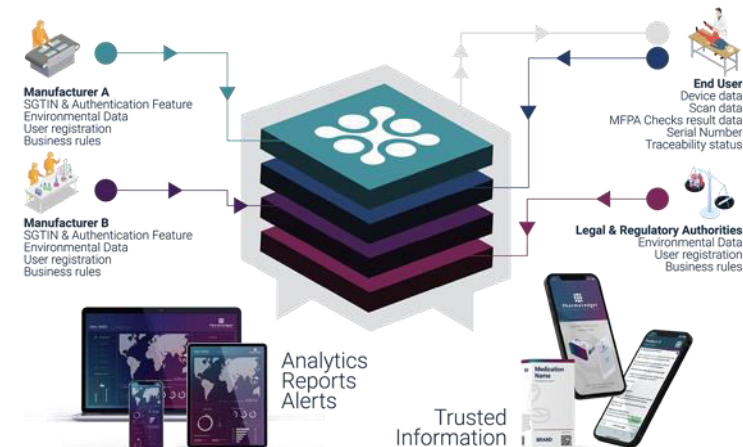 Manufacturer A
SGTIN & Authentication Feature
Environmental Data
User registration
Business rules
Manufacturer B
SGTIN & Authentication Feature
Environmental Data
User registration
Business rules
End User
Device data
Scan data
MFPA Checks result data
Serial Number
Traceability status
Legal & Regulatory Authorities
Environmental Data
User registration
Business rules
Analytics
Reports
Alerts
Trusted
Information
Medication
Name
BRAND